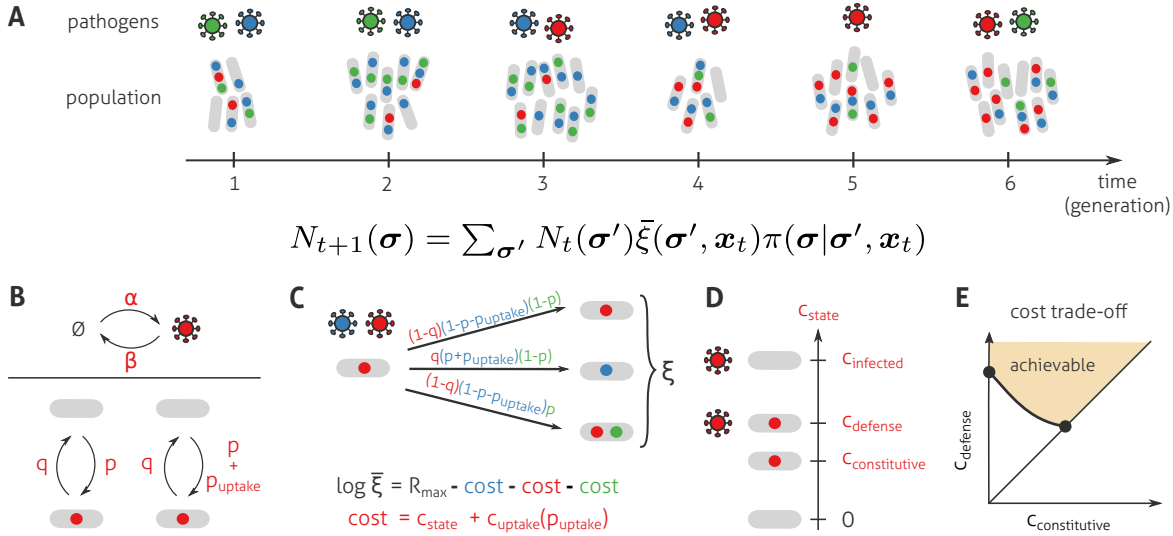 A
pathogens
population
1 2 3 4 5 6 time
(generation)
N_{t+1}(σ) = ∑_{σ′} N_t(σ′)ξ̄(σ′, x_t)π(σ|σ′, x_t)
B
α
∅
β
q p q p
+
p_uptake
C
(1-q)(1-p-p_uptake)(1-p)
q(p+p_uptake)(1-p)
(1-q)(1-p-p_uptake)p
ξ
log ξ̄ = R_max - cost - cost - cost
cost = c_state + c_uptake(p_uptake)
D
c_state
c_infected
c_defense
c_constitutive
0
E
cost trade-off
achievable
c_defense
c_constitutive